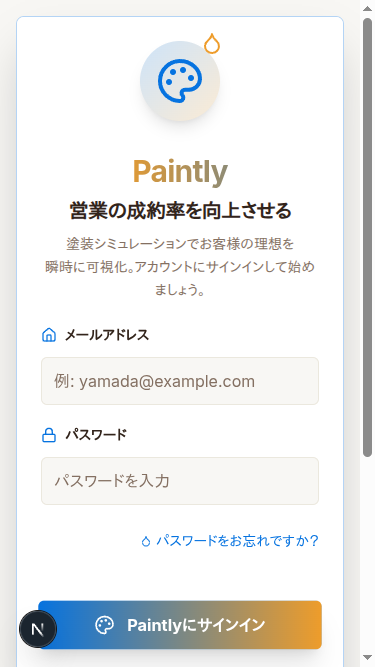 Paintly
営業の成約率を向上させる
塗装シミュレーションでお客様の理想を
瞬時に可視化。アカウントにサインインして始め
ましょう。
メールアドレス
例: yamada@example.com
パスワード
パスワードを入力
パスワードをお忘れですか?
N
Paintlyにサインイン